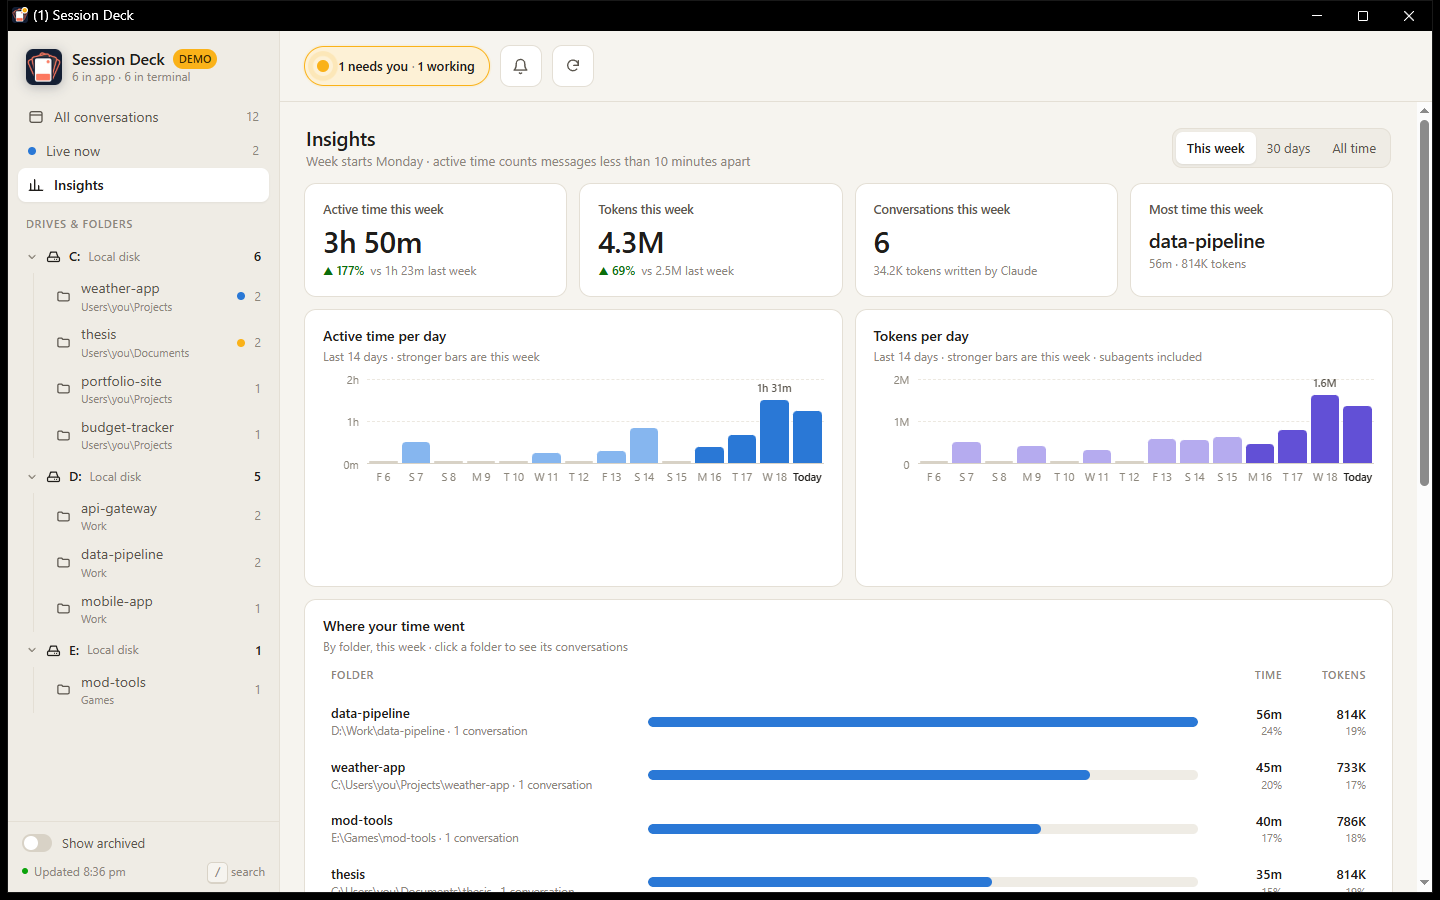 (1) Session Deck
Session Deck DEMO
6 in app · 6 in terminal
All conversations 12
Live now 2
Insights
DRIVES & FOLDERS
C: Local disk 6
weather-app 2
Users\you\Projects
thesis 2
Users\you\Documents
portfolio-site 1
Users\you\Projects
budget-tracker 1
Users\you\Projects
D: Local disk 5
api-gateway 2
Work
data-pipeline 2
Work
mobile-app 1
Work
E: Local disk 1
mod-tools 1
Games
Show archived
Updated 8:36 pm / search
1 needs you · 1 working
Insights
Week starts Monday · active time counts messages less than 10 minutes apart
This week 30 days All time
Active time this week
3h 50m
▲ 177% vs 1h 23m last week
Tokens this week
4.3M
▲ 69% vs 2.5M last week
Conversations this week
6
34.2K tokens written by Claude
Most time this week
data-pipeline
56m · 814K tokens
Active time per day
Last 14 days · stronger bars are this week
2h
1h 31m
1h
0m
F 6 S 7 S 8 M 9 T 10 W 11 T 12 F 13 S 14 S 15 M 16 T 17 W 18 Today
Tokens per day
Last 14 days · stronger bars are this week · subagents included
2M
1.6M
1M
0
F 6 S 7 S 8 M 9 T 10 W 11 T 12 F 13 S 14 S 15 M 16 T 17 W 18 Today
Where your time went
By folder, this week · click a folder to see its conversations
FOLDER TIME TOKENS
data-pipeline 56m 814K
D:\Work\data-pipeline · 1 conversation 24% 19%
weather-app 45m 733K
C:\Users\you\Projects\weather-app · 1 conversation 20% 17%
mod-tools 40m 786K
E:\Games\mod-tools · 1 conversation 17% 18%
thesis 35m 814K
C:\Users\you\Documents\thesis · 1 conversation 15% 19%